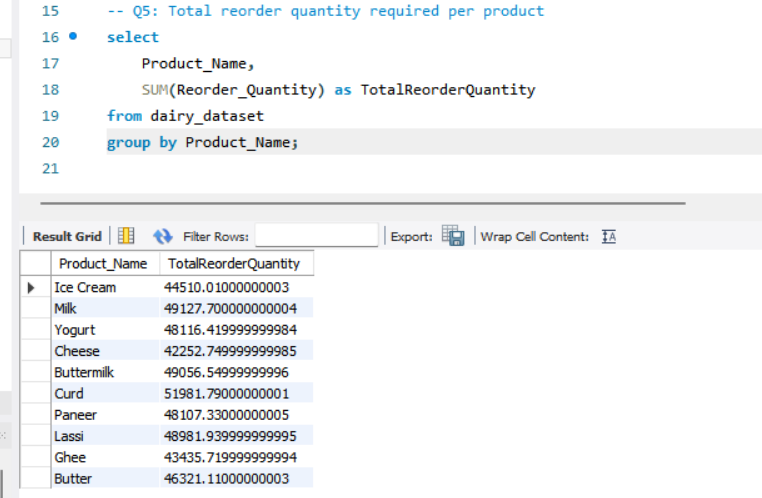 15 -- Q5: Total reorder quantity required per product
16 select
17 Product_Name,
18 SUM(Reorder_Quantity) as TotalReorderQuantity
19 from dairy_dataset
20 group by Product_Name;
21
Result Grid Filter Rows: Export: Wrap Cell Content: IA
Product_Name TotalReorderQuantity
Ice Cream 44510.01000000003
Milk 49127.700000000004
Yogurt 48116.419999999984
Cheese 42252.749999999985
Buttermilk 49056.54999999996
Curd 51981.79000000001
Paneer 48107.33000000005
Lassi 48981.939999999995
Ghee 43435.719999999994
Butter 46321.11000000003